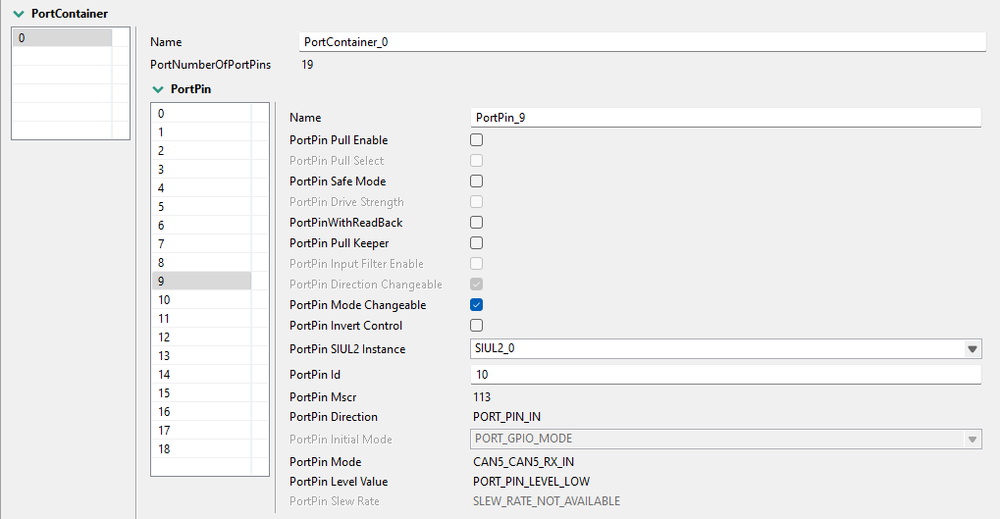 PortContainer
0
Name PortContainer_0
PortNumberOfPortPins 19
PortPin
0
1
2
3
4
5
6
7
8
9
10
11
12
13
14
15
16
17
18
Name PortPin_9
PortPin Pull Enable
PortPin Pull Select
PortPin Safe Mode
PortPin Drive Strength
PortPinWithReadBack
PortPin Pull Keeper
PortPin Input Filter Enable
PortPin Direction Changeable
PortPin Mode Changeable
PortPin Invert Control
PortPin SIUL2 Instance SIUL2_0
PortPin Id 10
PortPin Mscr 113
PortPin Direction PORT_PIN_IN
PortPin Initial Mode PORT_GPIO_MODE
PortPin Mode CAN5_CAN5_RX_IN
PortPin Level Value PORT_PIN_LEVEL_LOW
PortPin Slew Rate SLEW_RATE_NOT_AVAILABLE